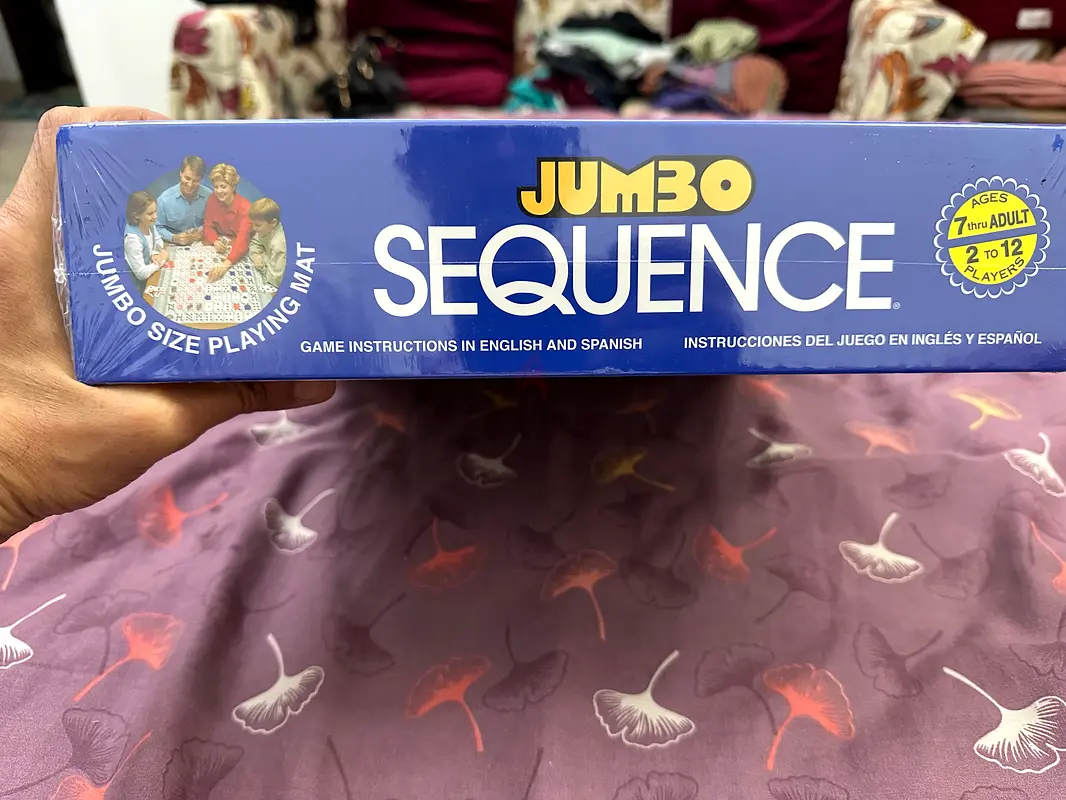 JUMBO
SEQUENCE®
JUMBO SIZE PLAYING MAT
GAME INSTRUCTIONS IN ENGLISH AND SPANISH
INSTRUCCIONES DEL JUEGO EN INGLÉS Y ESPAÑOL
AGES
7 thru ADULT
2 TO 12
PLAYERS